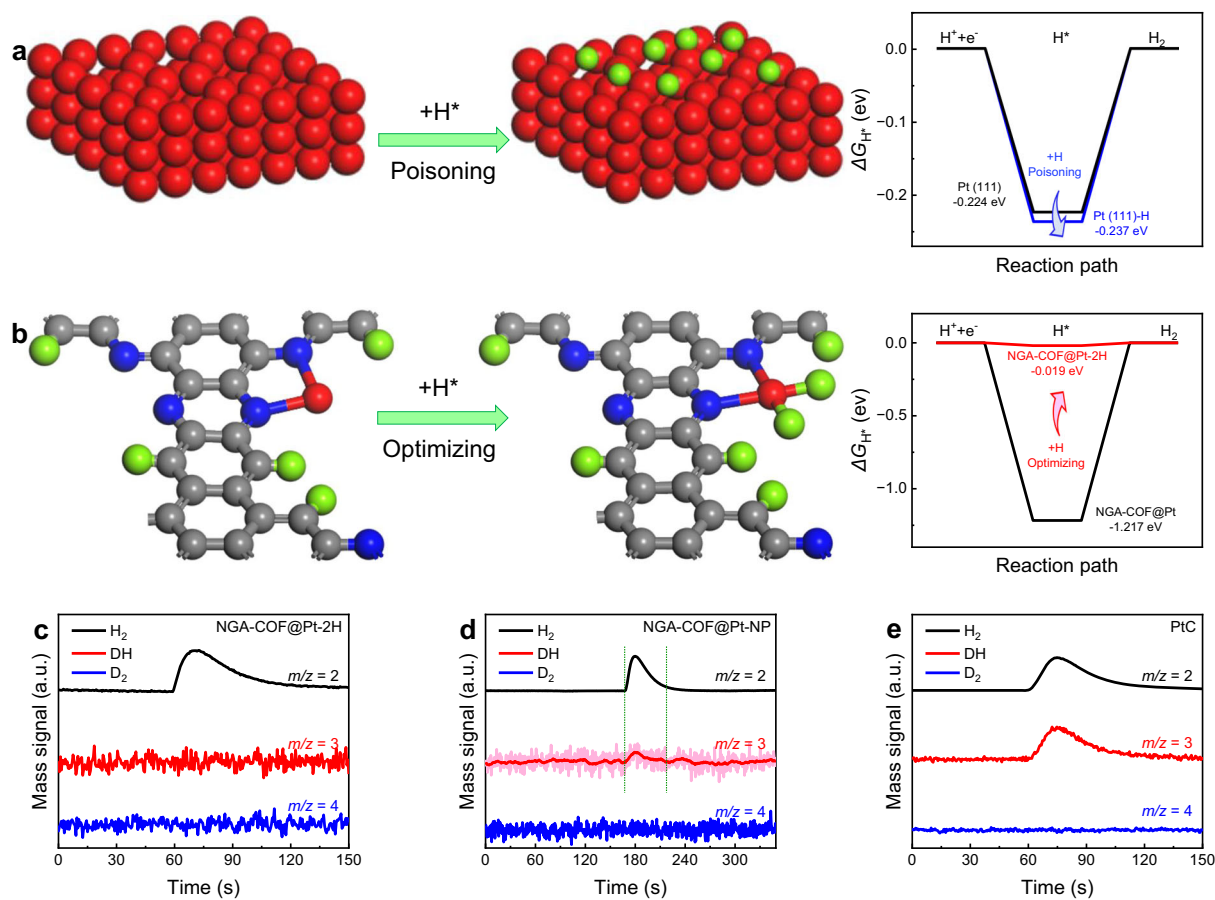 a
+H*
Poisoning
H⁺+e⁻
H*
H₂
0.0
−0.1
−0.2
ΔG_H* (ev)
+H
Poisoning
Pt (111)
-0.224 eV
Pt (111)-H
-0.237 eV
Reaction path
b
+H*
Optimizing
H⁺+e⁻
H*
H₂
0.0
−0.5
−1.0
ΔG_H* (ev)
NGA-COF@Pt-2H
-0.019 eV
+H
Optimizing
NGA-COF@Pt
-1.217 eV
Reaction path
c
NGA-COF@Pt-2H
H₂
DH
D₂
m/z = 2
m/z = 3
m/z = 4
Mass signal (a.u.)
0 30 60 90 120 150
Time (s)
d
NGA-COF@Pt-NP
H₂
DH
D₂
m/z = 2
m/z = 3
m/z = 4
Mass signal (a.u.)
0 60 120 180 240 300
Time (s)
e
PtC
H₂
DH
D₂
m/z = 2
m/z = 3
m/z = 4
Mass signal (a.u.)
0 30 60 90 120 150
Time (s)